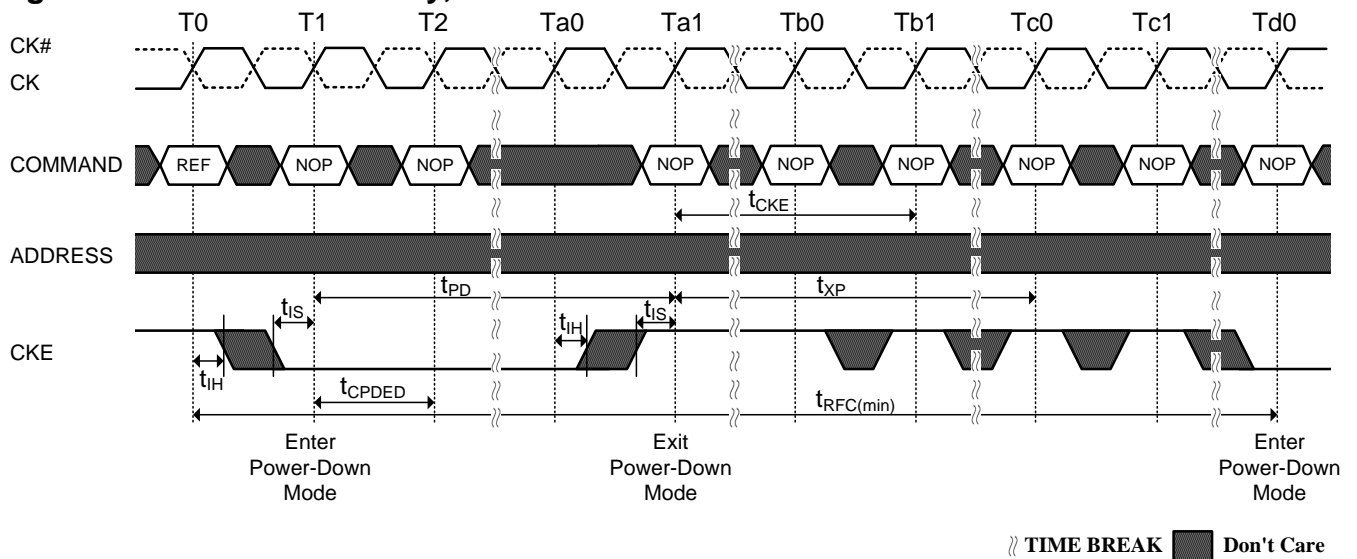 T0 T1 T2 Ta0 Ta1 Tb0 Tb1 Tc0 Tc1 Td0
CK#
CK
COMMAND REF NOP NOP NOP NOP NOP NOP NOP NOP
tCKE
ADDRESS
tPD tXP
tIS tIH tIS
CKE
tIH
tCPDED
tRFC(min)
Enter
Power-Down
Mode
Exit
Power-Down
Mode
Enter
Power-Down
Mode
TIME BREAK Don't Care